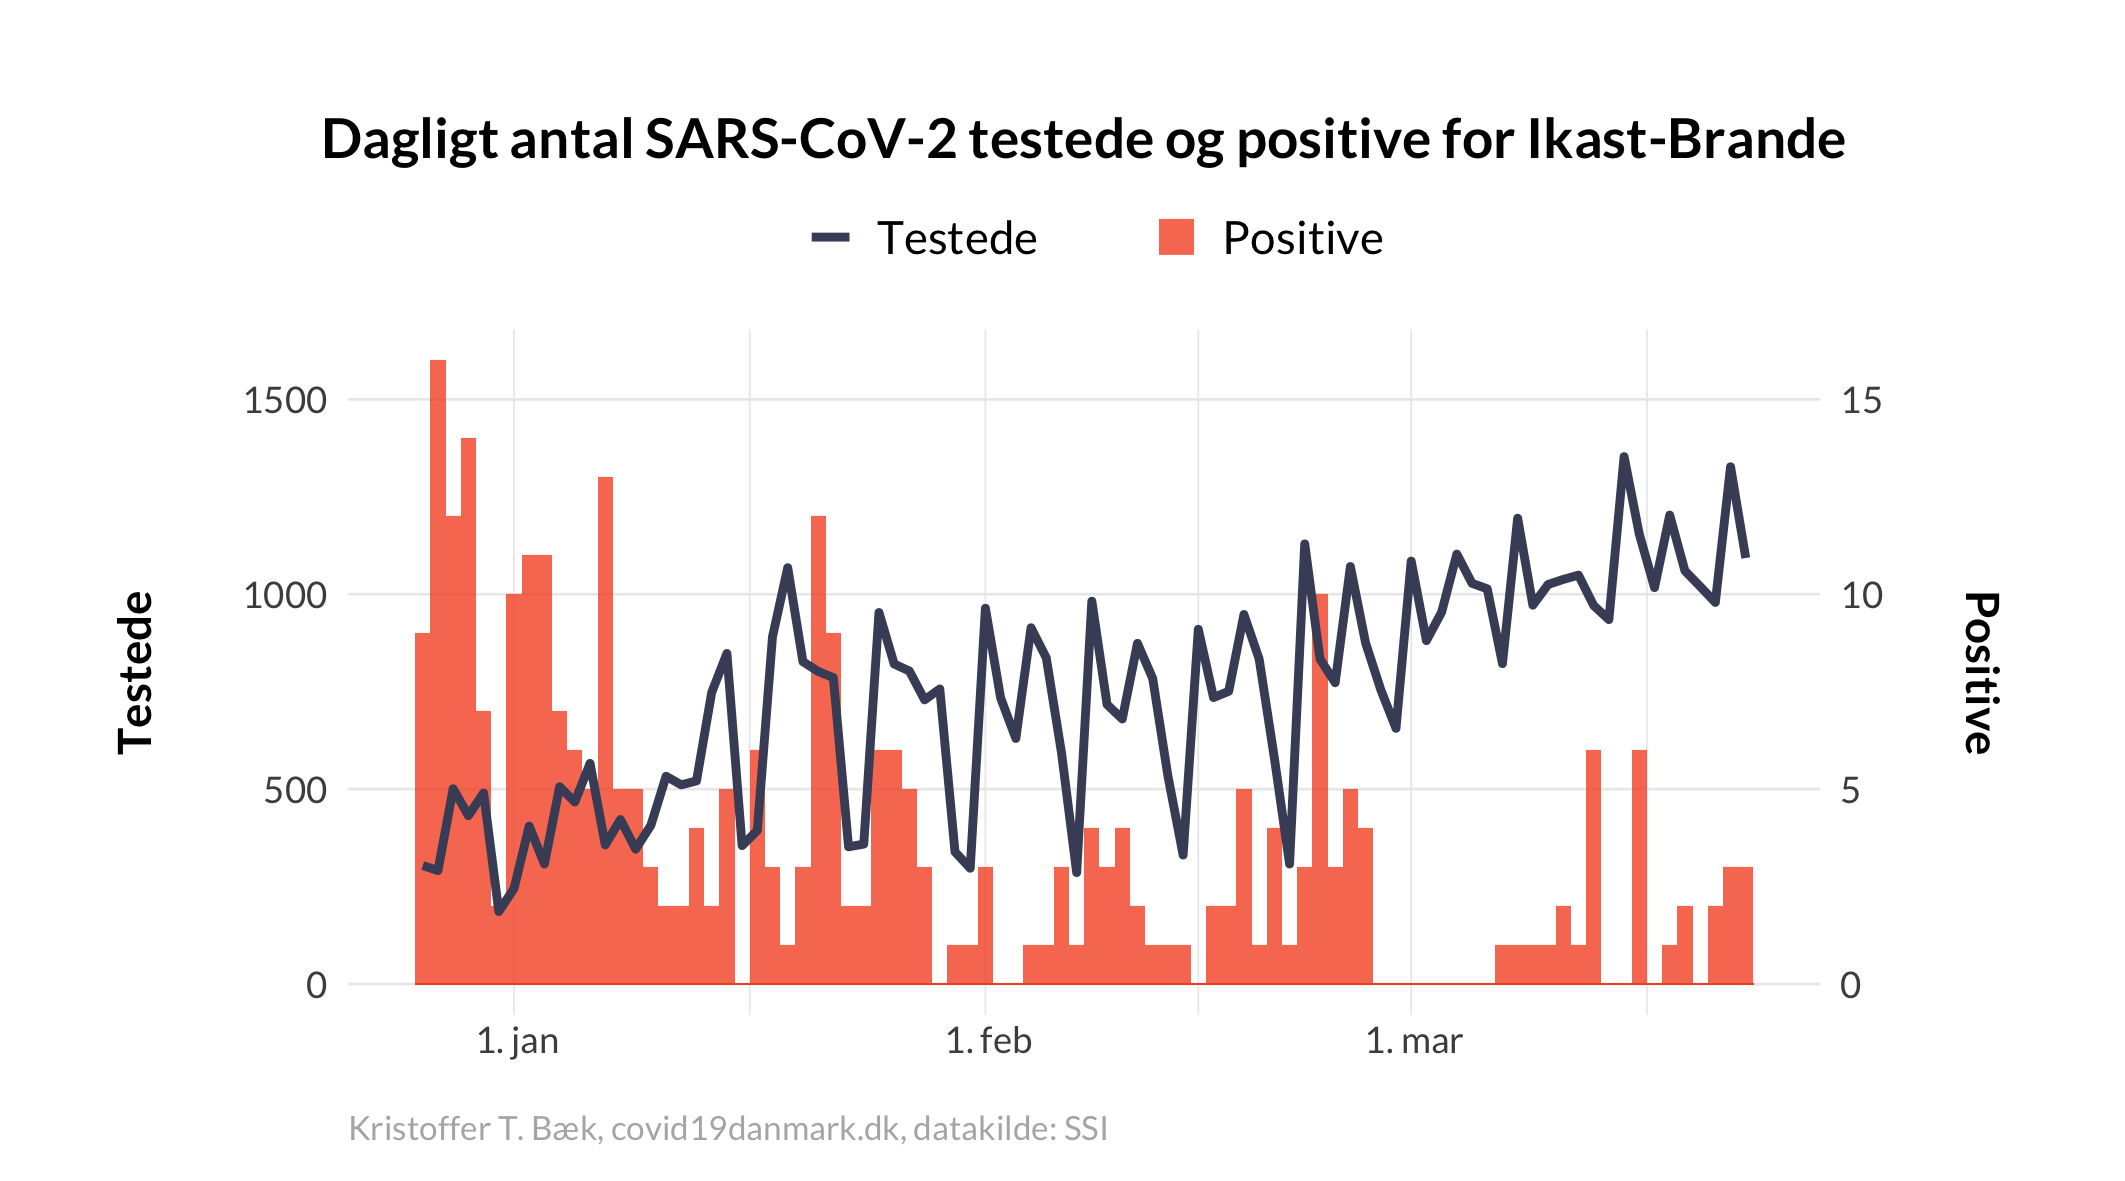 Dagligt antal SARS-CoV-2 testede og positive for Ikast-Brande
Testede
Positive
1500
1000
500
0
15
10
5
0
Testede
Positive
1. jan
1. feb
1. mar
Kristoffer T. Bæk, covid19danmark.dk, datakilde: SSI